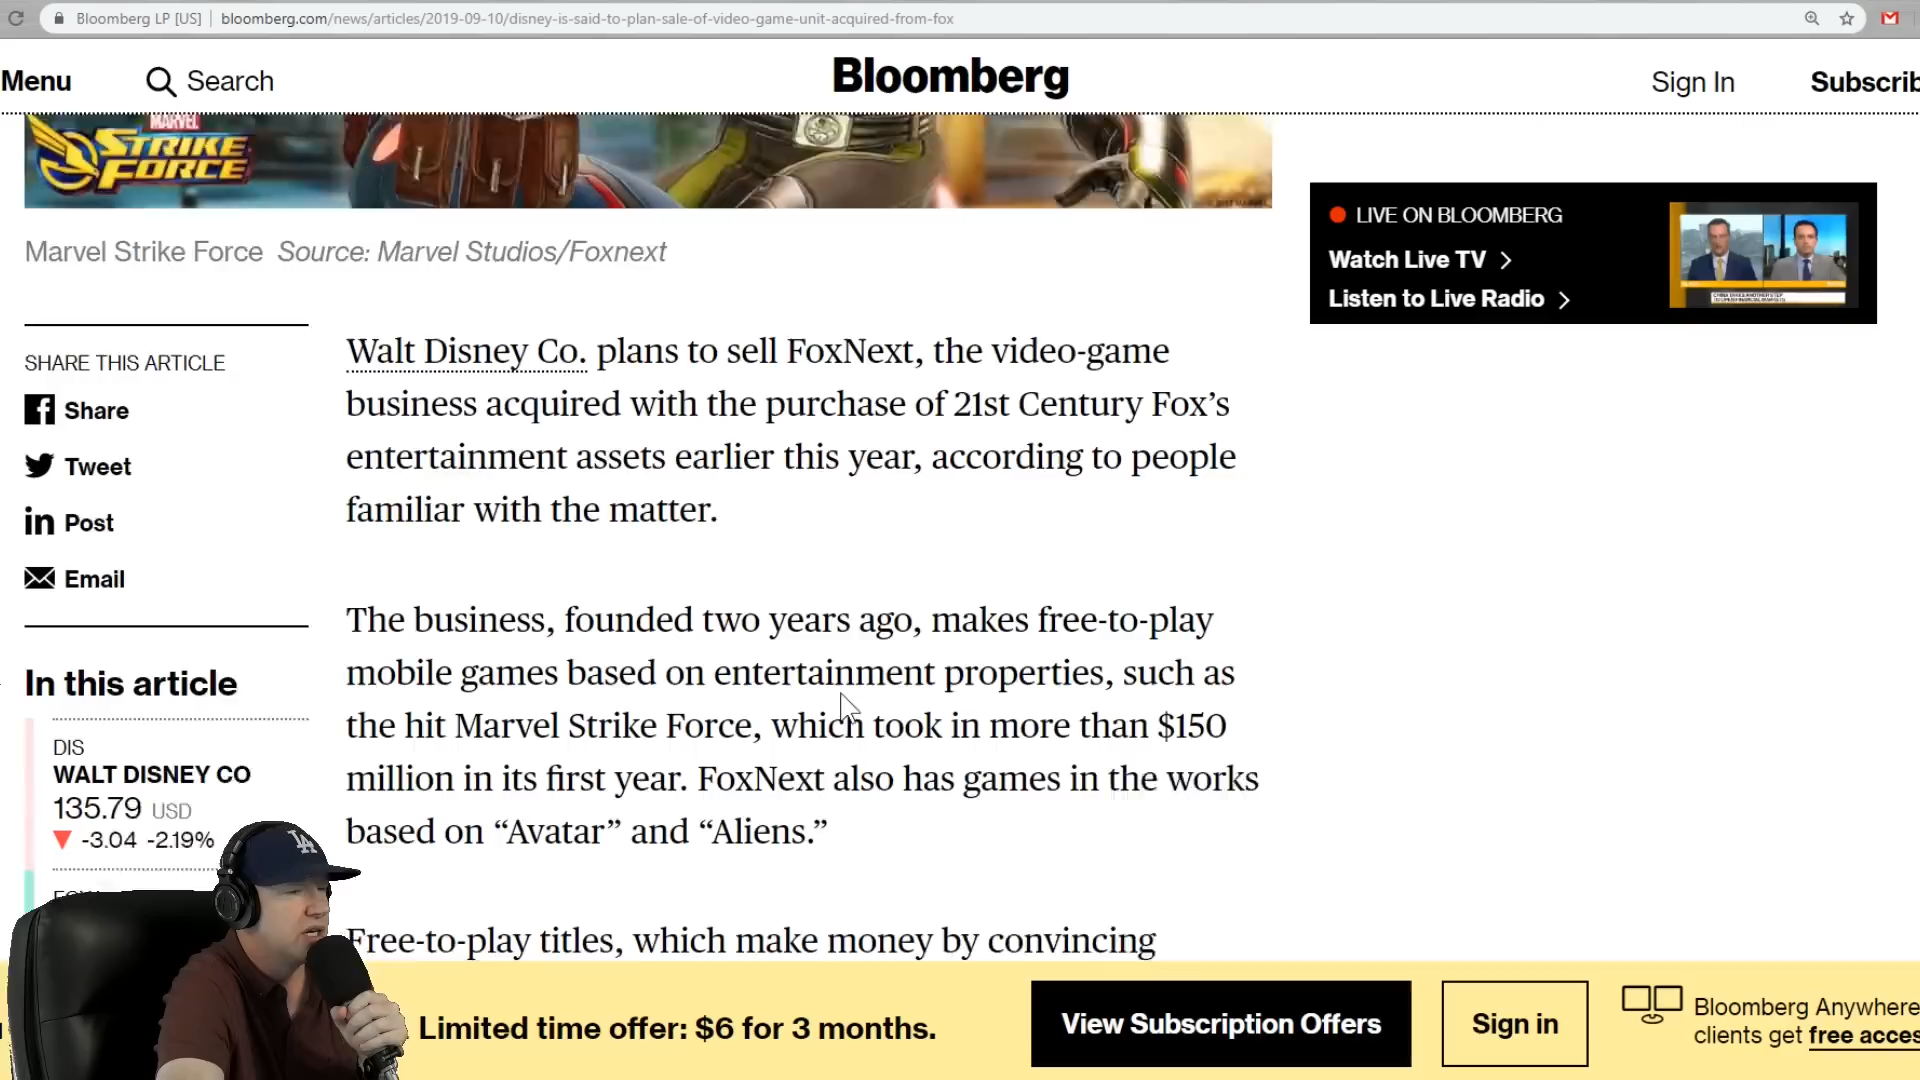 Bloomberg LP [US]
bloomberg.com/news/articles/2019-09-10/disney-is-said-to-plan-sale-of-video-game-unit-acquired-from-fox
Menu
Search
Bloomberg
Sign In
Subscrib
MARVEL
STRIKE
FORCE
Marvel Strike Force Source: Marvel Studios/Foxnext
LIVE ON BLOOMBERG
Watch Live TV
Listen to Live Radio
SHARE THIS ARTICLE
Share
Tweet
Post
Email
In this article
DIS
WALT DISNEY CO
135.79 USD
-3.04 -2.19%
Walt Disney Co. plans to sell FoxNext, the video-game
business acquired with the purchase of 21st Century Fox’s
entertainment assets earlier this year, according to people
familiar with the matter.
The business, founded two years ago, makes free-to-play
mobile games based on entertainment properties, such as
the hit Marvel Strike Force, which took in more than $150
million in its first year. FoxNext also has games in the works
based on “Avatar” and “Aliens.”
Free-to-play titles, which make money by convincing
LA
Limited time offer: $6 for 3 months.
View Subscription Offers
Sign in
Bloomberg Anywhere
clients get free acces